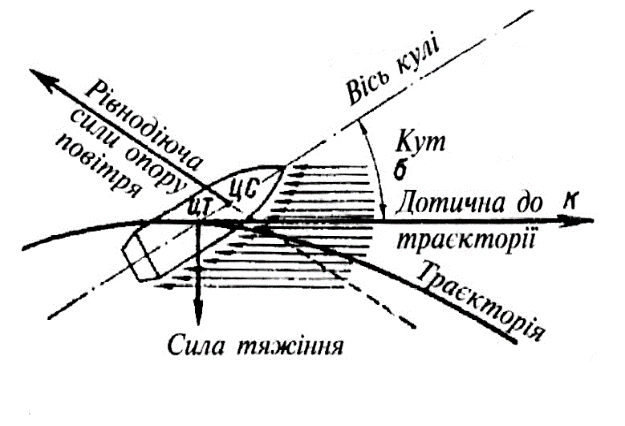 Вісь кулі
Рівнодіюча
сили опору
повітря
Кут
б
ЦС
ЦТ
Дотична до к
траєкторії
Траєкторія
Сила тяжіння